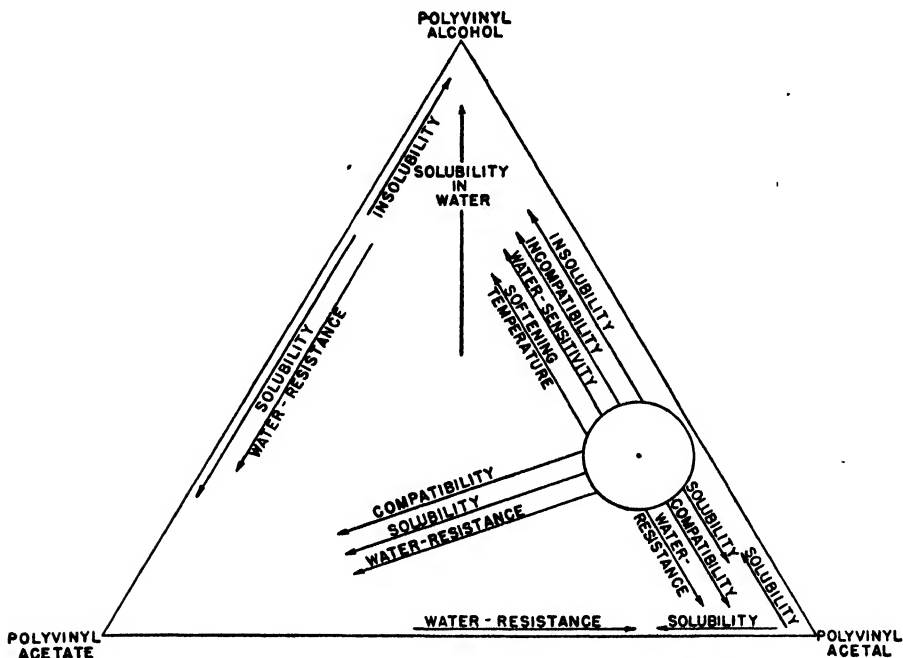 POLYVINYL
ALCOHOL
INSOLUBILITY
SOLUBILITY
IN
WATER
INSOLUBILITY
INCOMPATIBILITY
WATER-SENSITIVITY
SOFTENING
TEMPERATURE
SOLUBILITY
WATER-RESISTANCE
COMPATIBILITY
SOLUBILITY
WATER-RESISTANCE
SOLUBILITY
COMPATIBILITY
WATER-
RESISTANCE
SOLUBILITY
WATER-RESISTANCE
SOLUBILITY
POLYVINYL
ACETATE
POLYVINYL
ACETAL